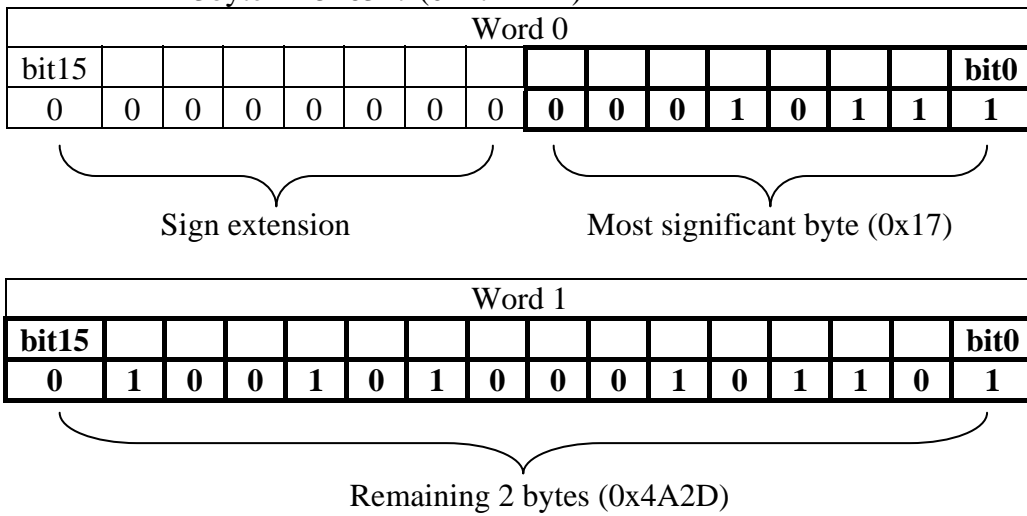 Word 0
bit15 bit0
0 0 0 0 0 0 0 0 0 0 0 1 0 1 1 1
Sign extension Most significant byte (0x17)
Word 1
bit15 bit0
0 1 0 0 1 0 1 0 0 0 1 0 1 1 0 1
Remaining 2 bytes (0x4A2D)